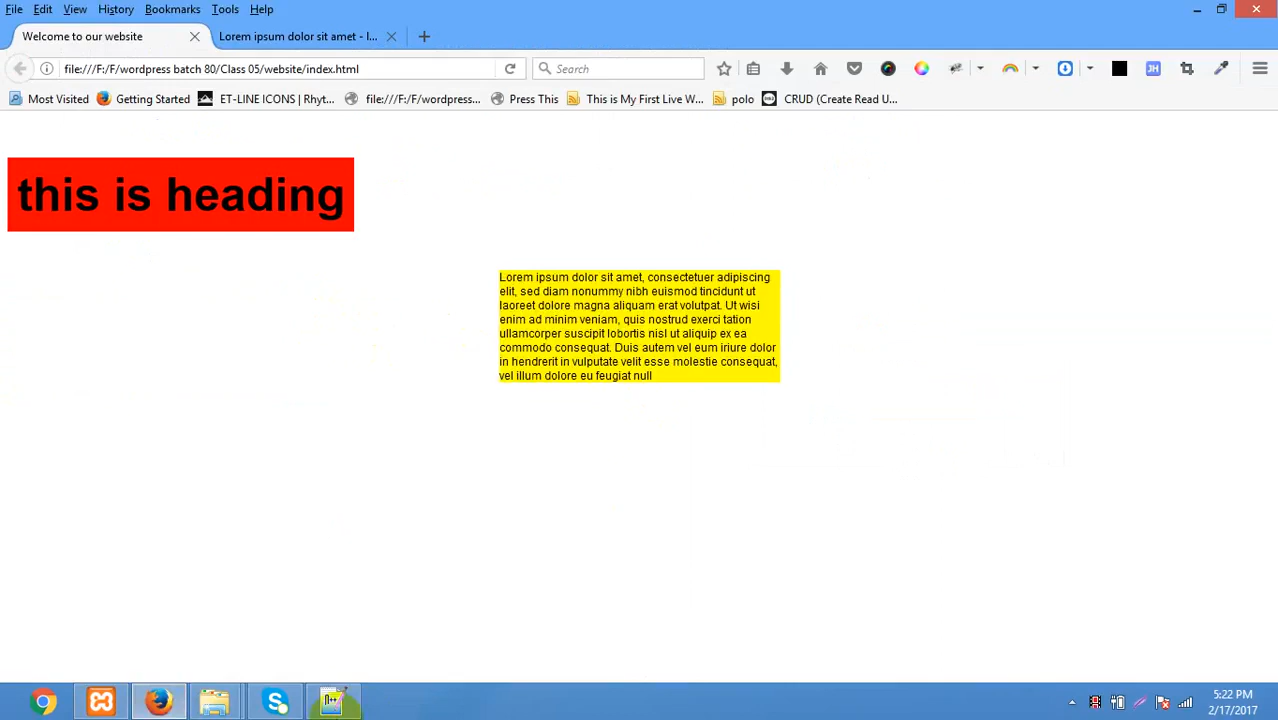 File Edit View History Bookmarks Tools Help
Welcome to our website
Lorem ipsum dolor sit amet - l...
file:///F:/F/wordpress batch 80/Class 05/website/index.html
Search
JH
Most Visited Getting Started ET-LINE ICONS | Rhyt... file:///F:/F/wordpress... Press This This is My First Live W... polo CRUD (Create Read U...
this is heading
Lorem ipsum dolor sit amet, consectetuer adipiscing
elit, sed diam nonummy nibh euismod tincidunt ut
laoreet dolore magna aliquam erat volutpat. Ut wisi
enim ad minim veniam, quis nostrud exerci tation
ullamcorper suscipit lobortis nisl ut aliquip ex ea
commodo consequat. Duis autem vel eum iriure dolor
in hendrerit in vulputate velit esse molestie consequat,
vel illum dolore eu feugiat null
5:22 PM
2/17/2017